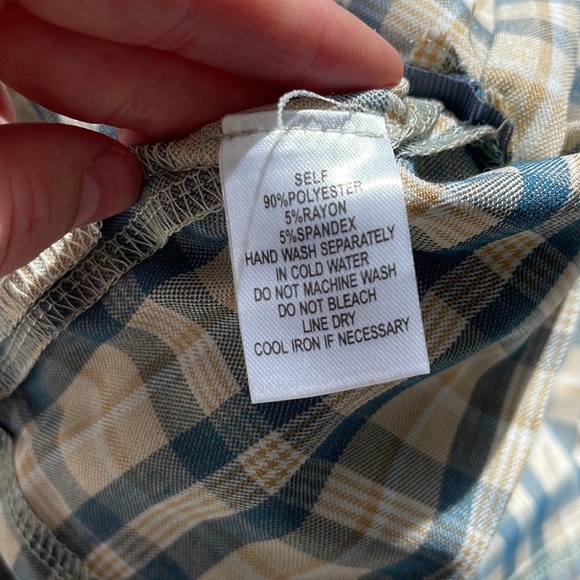 SELF
90%POLYESTER
5%RAYON
5%SPANDEX
HAND WASH SEPARATELY
IN COLD WATER
DO NOT MACHINE WASH
DO NOT BLEACH
LINE DRY
COOL IRON IF NECESSARY